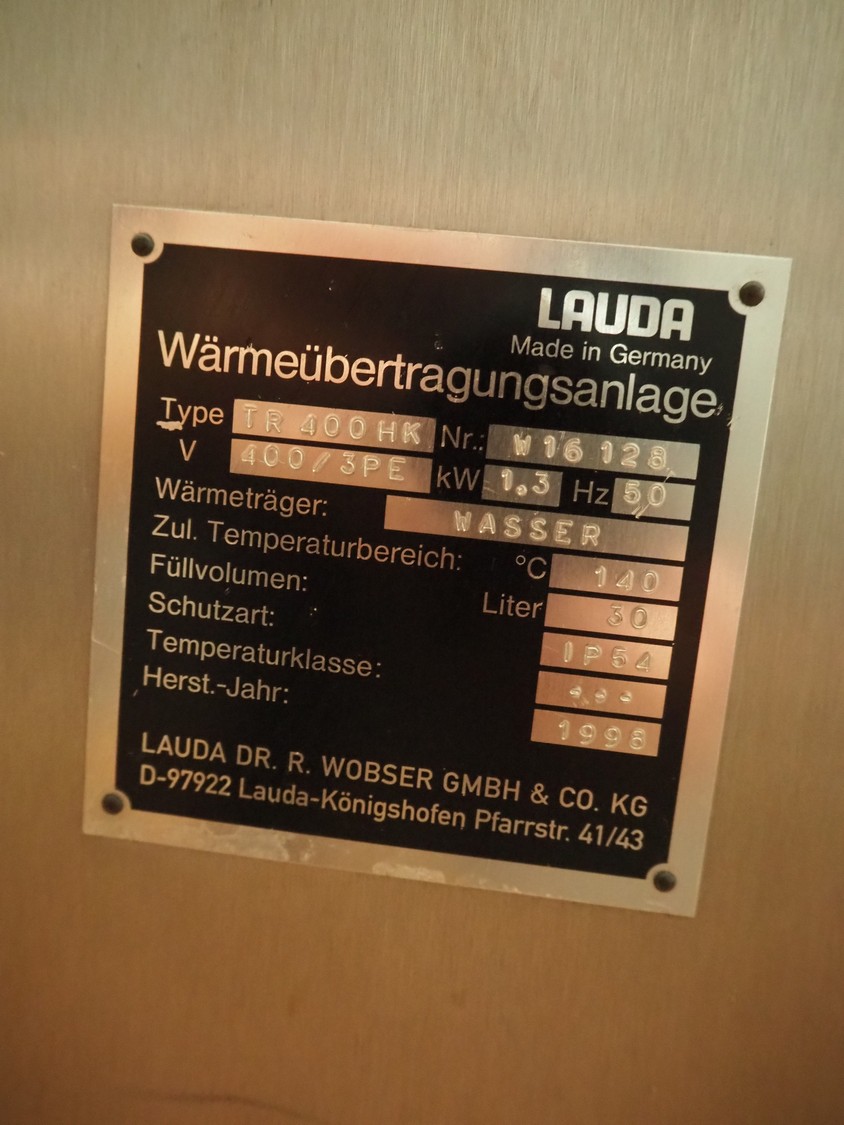 LAUDA
Made in Germany
Wärmeübertragungsanlage
Type TR 400 HK Nr.: W16 128
V 400/3PE kW 1.3 Hz 50
Wärmeträger: WASSER
Zul. Temperaturbereich: °C 140
Füllvolumen: Liter 30
Schutzart: IP54
Temperaturklasse: ...
Herst.-Jahr: 1998
LAUDA DR. R. WOBSER GMBH & CO. KG
D-97922 Lauda-Königshofen Pfarrstr. 41/43